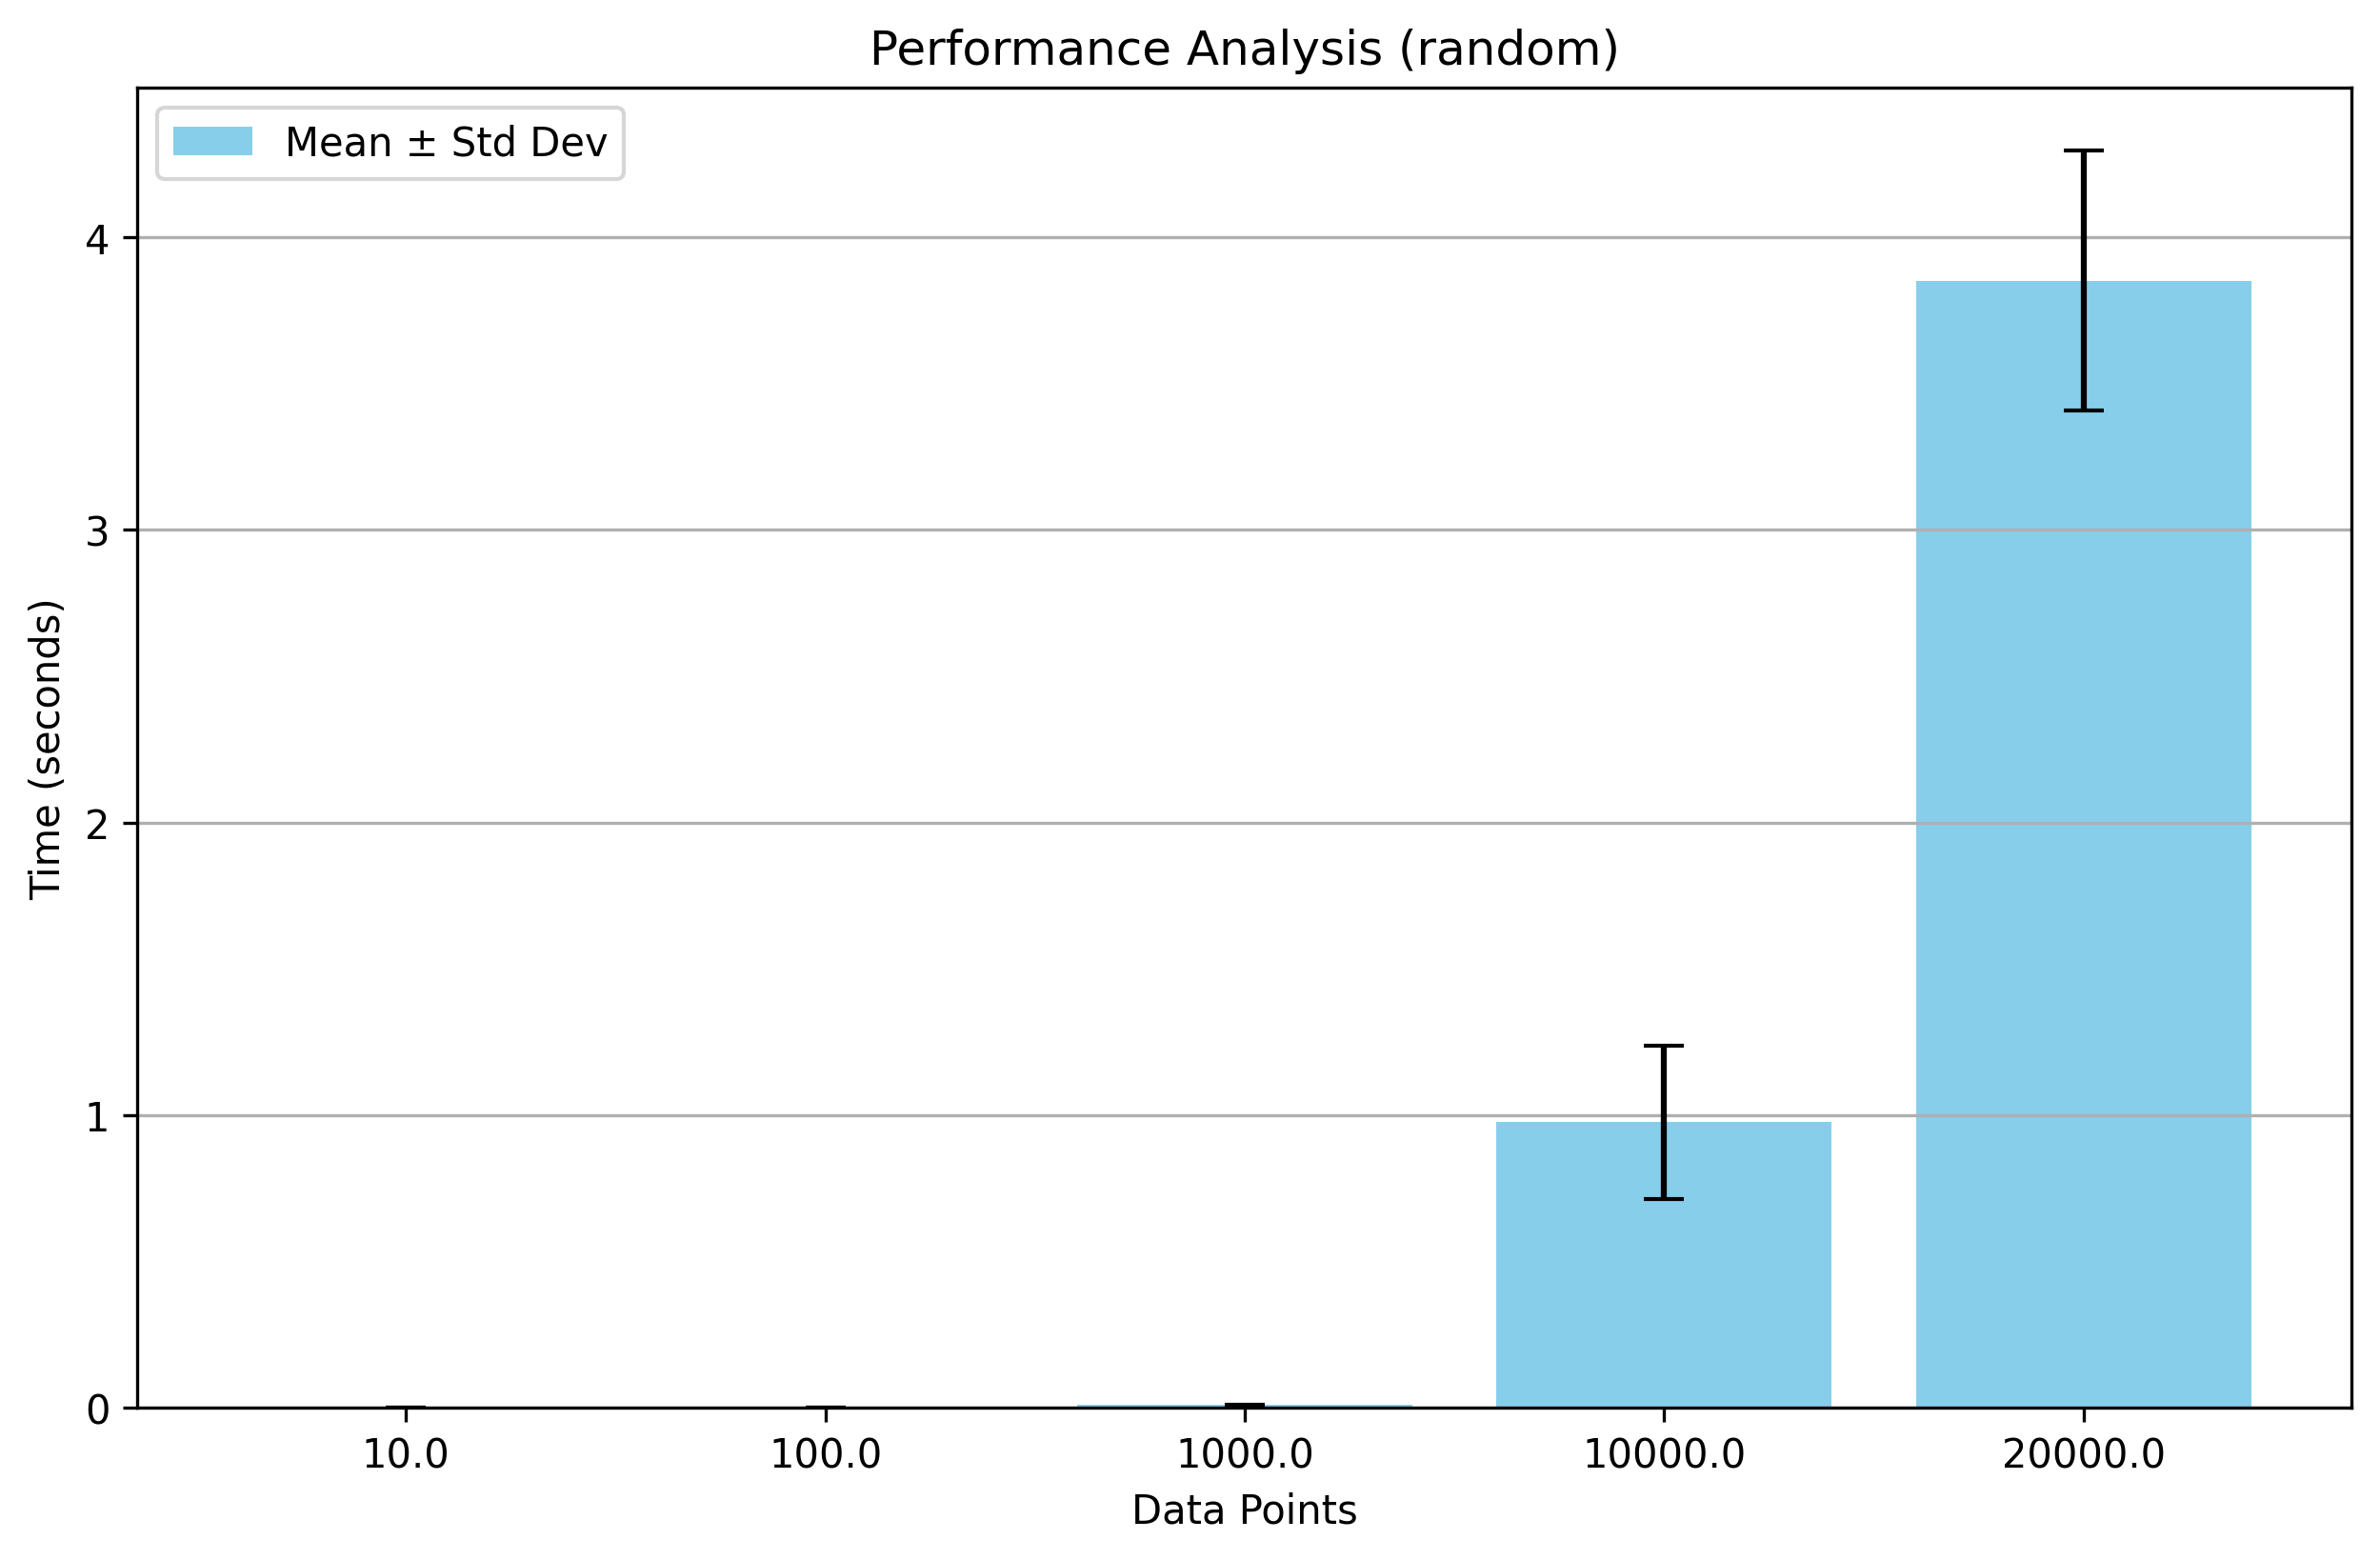 Performance Analysis (random)
Mean ± Std Dev
4
3
2
1
0
Time (seconds)
10.0 100.0 1000.0 10000.0 20000.0
Data Points